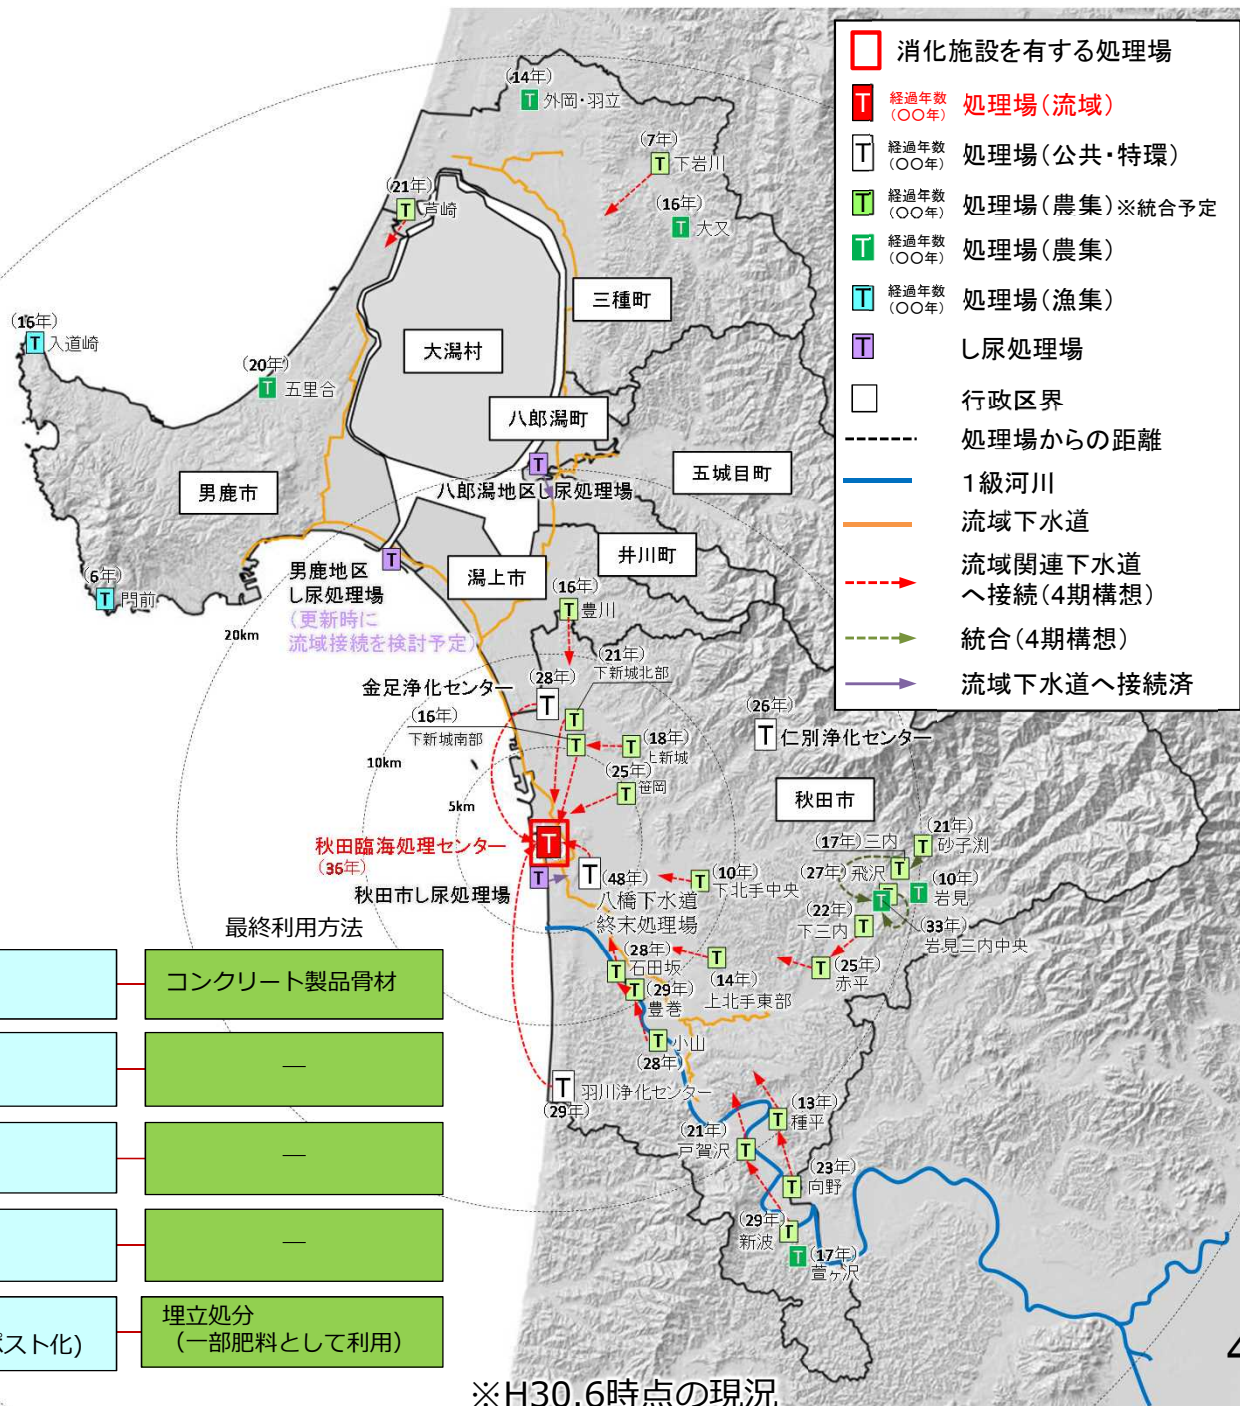 消化施設を有する処理場
T 経過年数 (〇〇年) 処理場(流域)
T 経過年数 (〇〇年) 処理場(公共・特環)
T 経過年数 (〇〇年) 処理場(農集)※統合予定
T 経過年数 (〇〇年) 処理場(農集)
T 経過年数 (〇〇年) 処理場(漁集)
T し尿処理場
行政区界
処理場からの距離
1級河川
流域下水道
流域関連下水道
へ接続(4期構想)
統合(4期構想)
流域下水道へ接続済
(14年)
T 外岡・羽立
(7年)
T 下岩川
(21年)
T 芦崎
(16年)
T 大又
三種町
(16年)
T 入道崎
大潟村
(20年)
T 五里合
八郎潟町
T
五城目町
男鹿市
八郎潟地区し尿処理場
井川町
T
男鹿地区
し尿処理場
(更新時に
流域接続を検討予定)
潟上市
(6年)
T 門前
20km
(16年)
T 豊川
(21年)
下新城北部
(28年)
金足浄化センター
T
T
(16年)
下新城南部
T
(18年)
T 上新城
(26年)
T 仁別浄化センター
10km
(25年)
T 笹岡
秋田市
5km
秋田臨海処理センター
(36年)
T
(17年) 三内
T
(21年)
T 砂子渕
秋田市し尿処理場
T
T
(48年)
八橋下水道
終末処理場
T
(10年)
下北手中央
(27年) 飛沢
T
T
(10年)
岩見
(22年)
下三内
T
(33年)
岩見三内中央
最終利用方法
T
(28年)
石田坂
T
(14年)
上北手東部
T
(25年)
赤平
コンクリート製品骨材
T
(29年)
豊巻
T 小山
(28年)
―
T 羽川浄化センター
(29年)
(13年)
T 種平
(21年)
戸賀沢 T
―
(23年)
T 向野
(29年)
新波 T
―
T (17年)
萱ヶ沢
ポスト化)
埋立処分
(一部肥料として利用)
4
※H30.6時点の現況